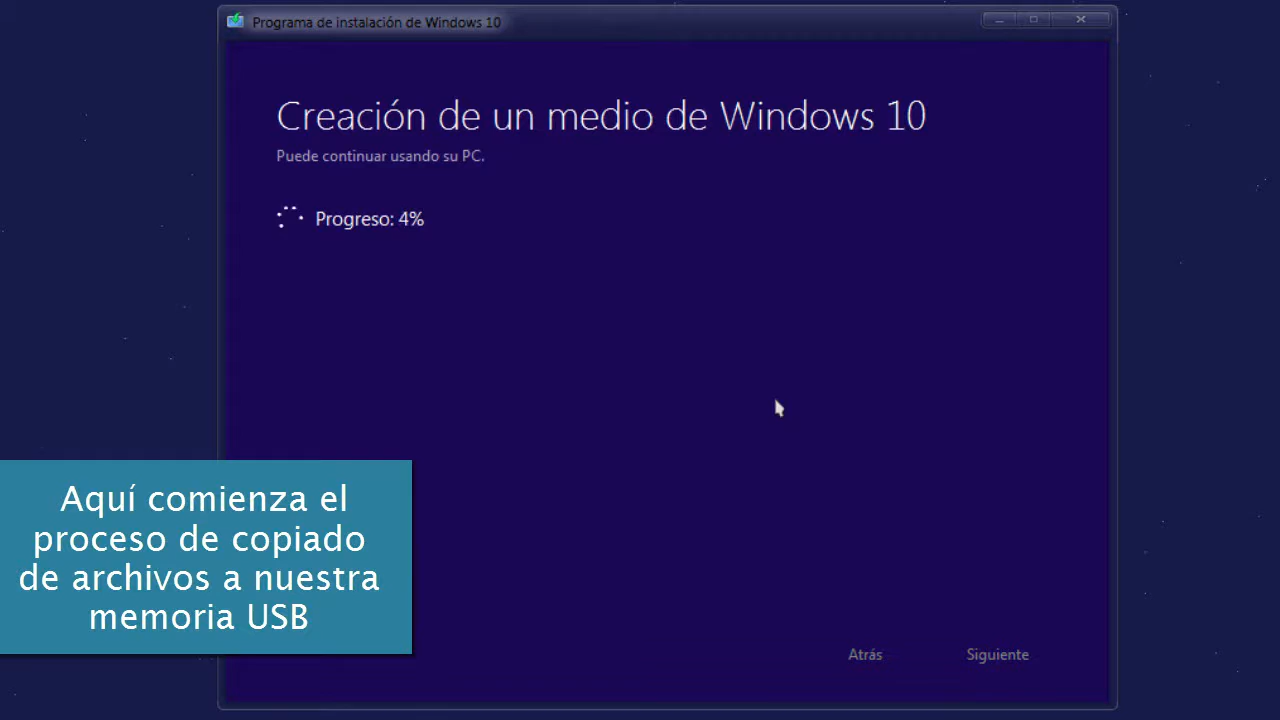 Programa de instalación de Windows 10
Creación de un medio de Windows 10
Puede continuar usando su PC.
Progreso: 4%
Aquí comienza el
proceso de copiado
de archivos a nuestra
memoria USB
Atrás
Siguiente